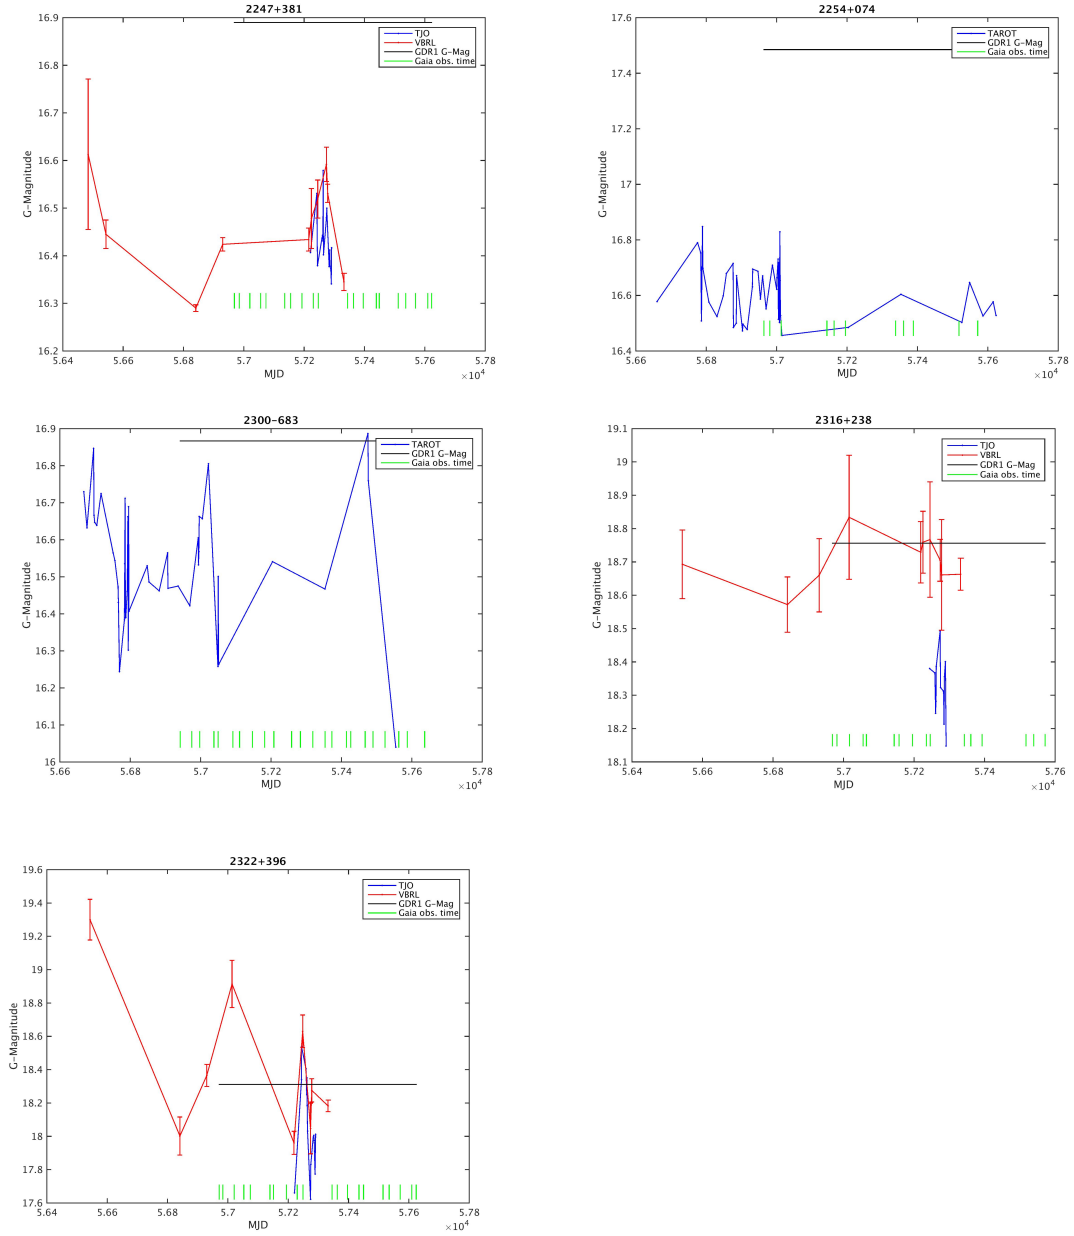 2247+381
16.9
16.8
16.7
16.6
16.5
16.4
16.3
16.2
G-Magnitude
TJO
VBRL
GDR1 G-Mag
Gaia obs. time
5.64 5.66 5.68 5.7 5.72 5.74 5.76 5.78
MJD
×10^4
2254+074
17.6
17.4
17.2
17
16.8
16.6
16.4
G-Magnitude
TAROT
GDR1 G-Mag
Gaia obs. time
5.66 5.68 5.7 5.72 5.74 5.76 5.78
MJD
×10^4
2300-683
16.9
16.8
16.7
16.6
16.5
16.4
16.3
16.2
16.1
16
G-Magnitude
TAROT
GDR1 G-Mag
Gaia obs. time
5.66 5.68 5.7 5.72 5.74 5.76 5.78
MJD
×10^4
2316+238
19.1
19
18.9
18.8
18.7
18.6
18.5
18.4
18.3
18.2
18.1
G-Magnitude
TJO
VBRL
GDR1 G-Mag
Gaia obs. time
5.64 5.66 5.68 5.7 5.72 5.74 5.76
MJD
×10^4
2322+396
19.6
19.4
19.2
19
18.8
18.6
18.4
18.2
18
17.8
17.6
G-Magnitude
TJO
VBRL
GDR1 G-Mag
Gaia obs. time
5.64 5.66 5.68 5.7 5.72 5.74 5.76 5.78
MJD
×10^4